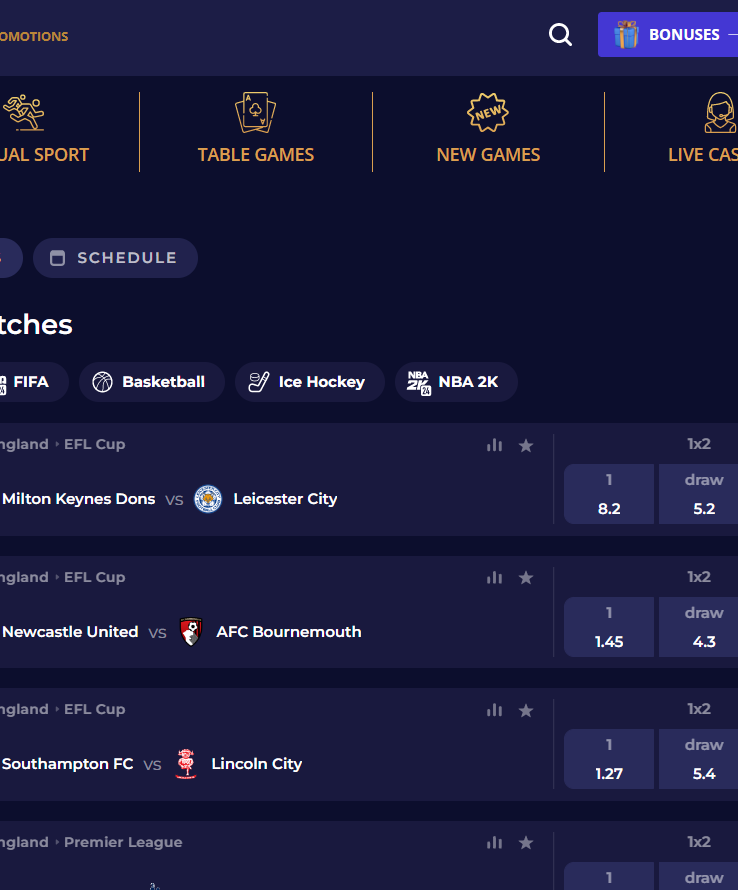 OMOTIONS
BONUSES
UAL SPORT
TABLE GAMES
NEW
NEW GAMES
LIVE CAS
SCHEDULE
tches
FIFA
Basketball
Ice Hockey
NBA 2K 24
NBA 2K
ngland › EFL Cup
1x2
Milton Keynes Dons vs Leicester City
1 draw
8.2 5.2
ngland › EFL Cup
1x2
Newcastle United vs AFC Bournemouth
1 draw
1.45 4.3
ngland › EFL Cup
1x2
Southampton FC vs Lincoln City
1 draw
1.27 5.4
ngland › Premier League
1x2
1 draw